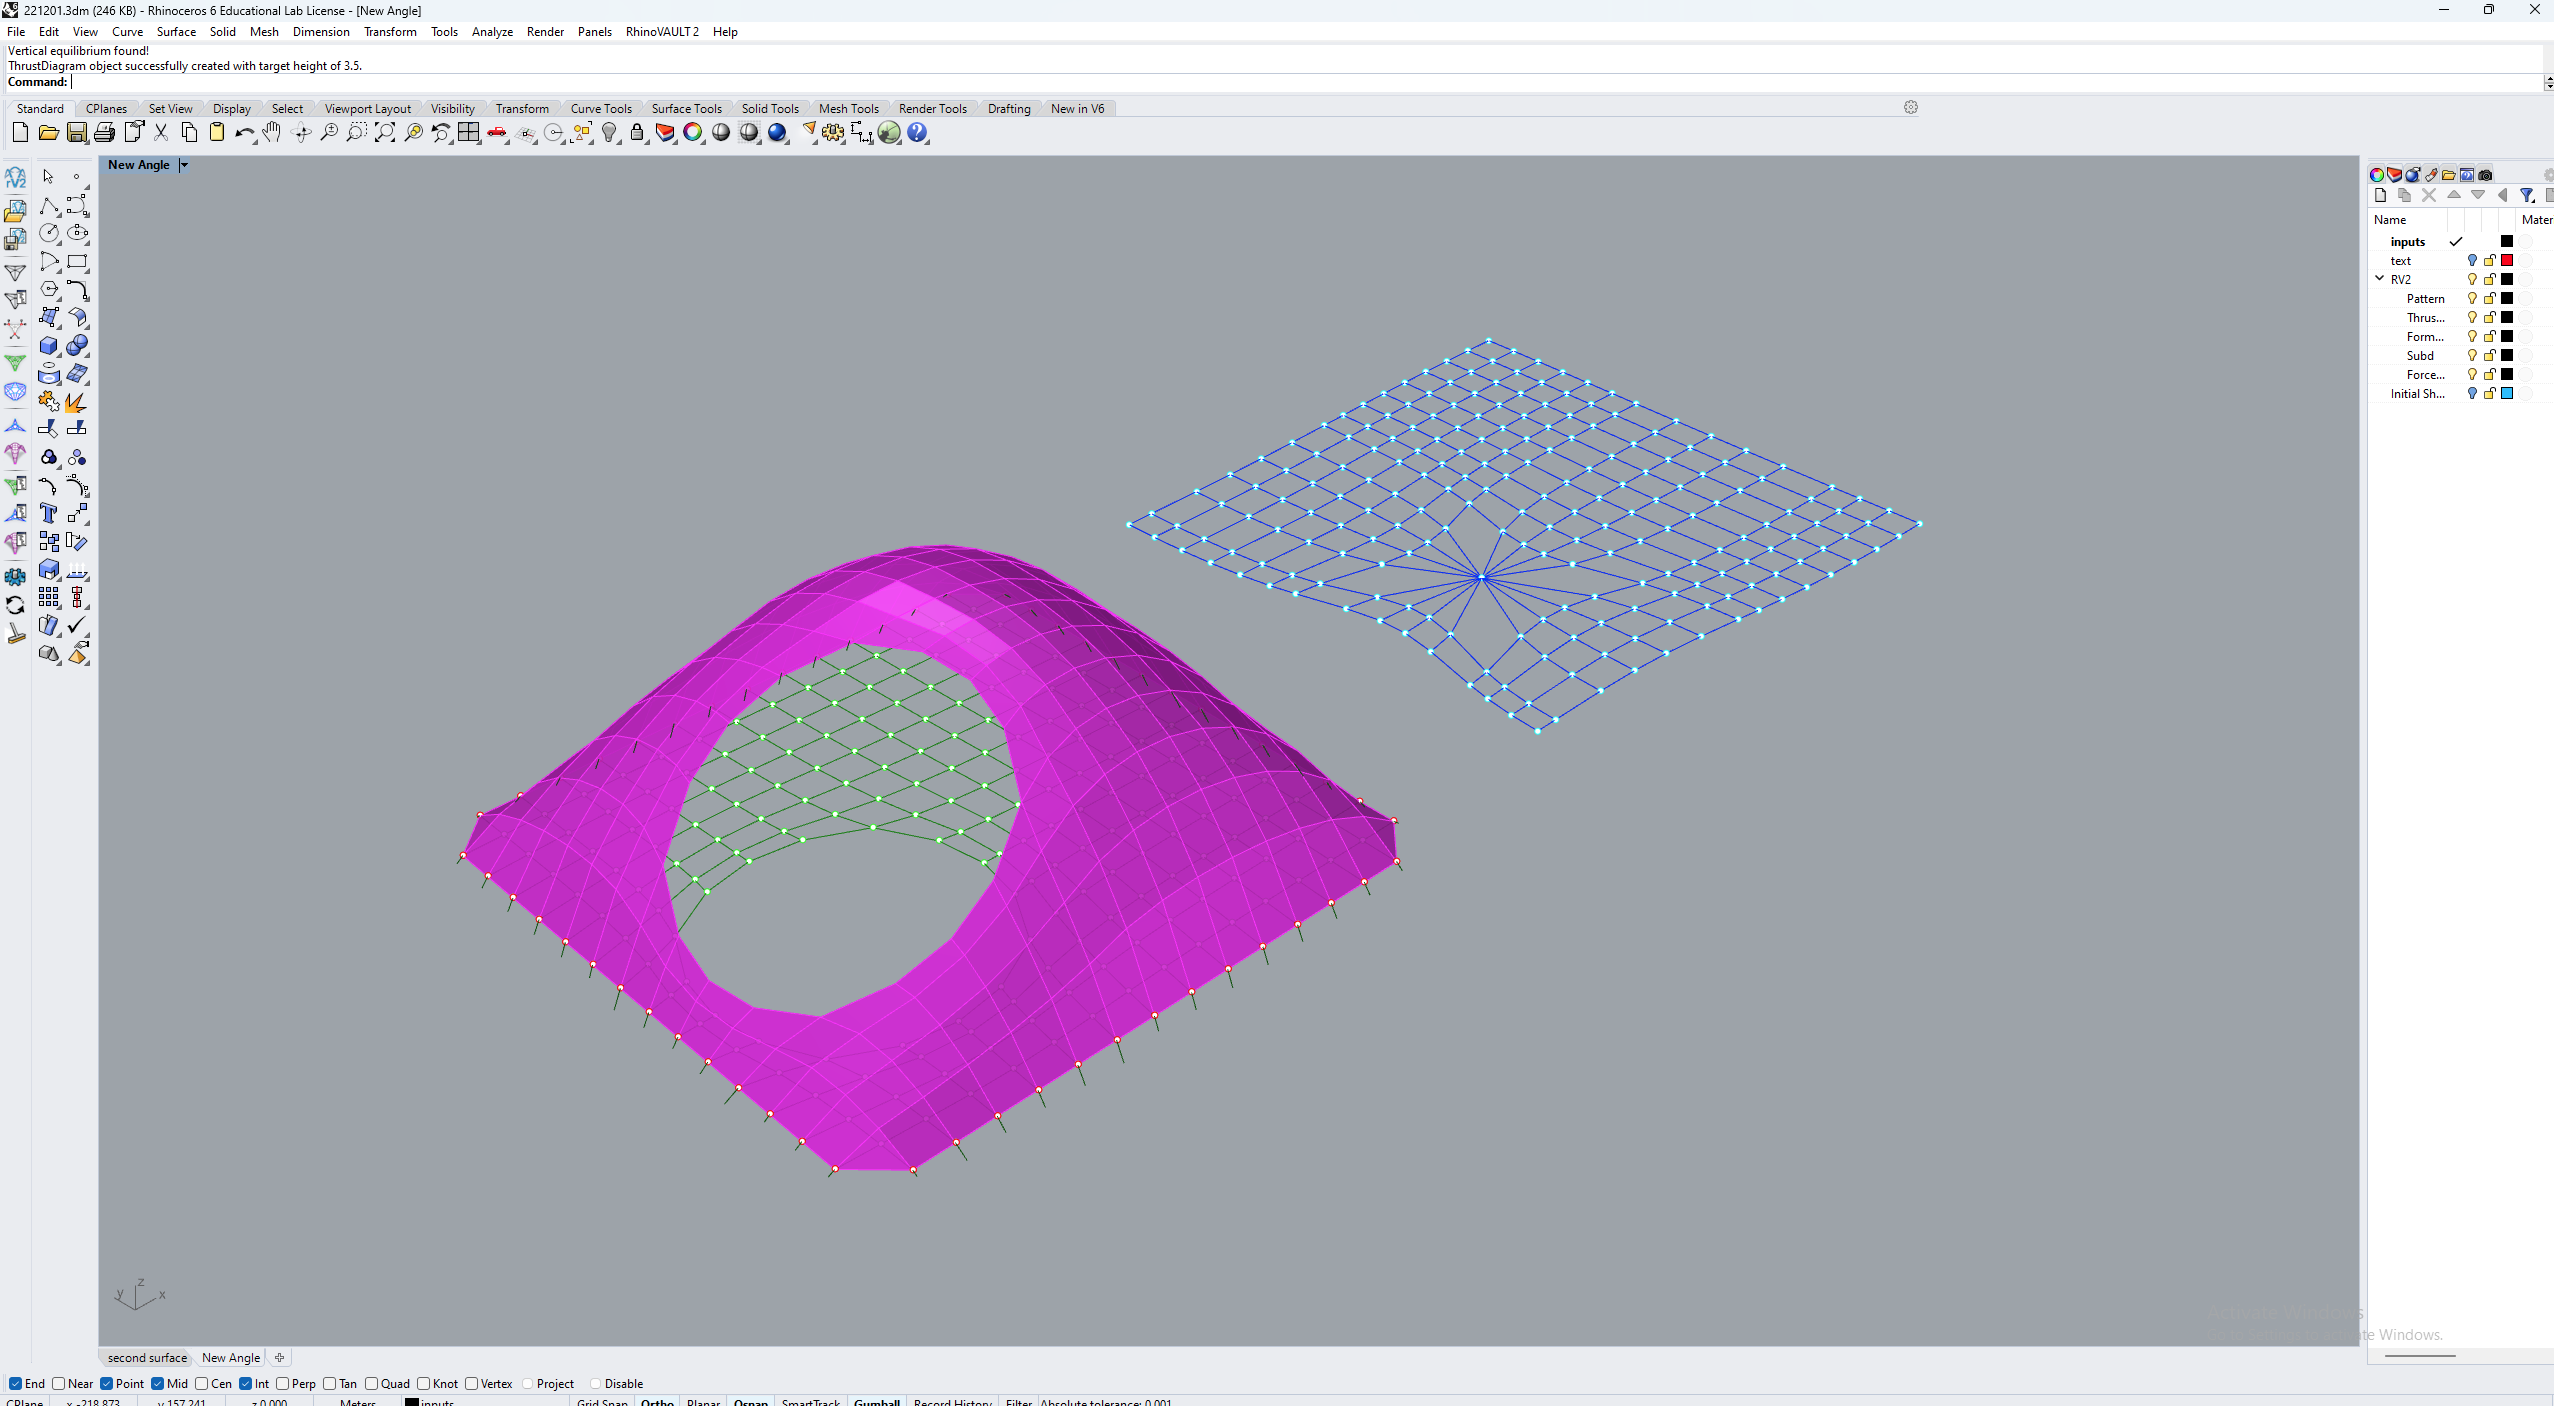 221201.3dm (246 KB) - Rhinoceros 6 Educational Lab License - [New Angle]
File Edit View Curve Surface Solid Mesh Dimension Transform Tools Analyze Render Panels RhinoVAULT 2 Help
Vertical equilibrium found!
ThrustDiagram object successfully created with target height of 3.5.
Command:
Standard CPlanes Set View Display Select Viewport Layout Visibility Transform Curve Tools Surface Tools Solid Tools Mesh Tools Render Tools Drafting New in V6
New Angle
rV2
Name Mater
inputs
text
RV2
Pattern
Thrus...
Form...
Subd
Force...
Initial Sh...
z
y x
Activate Windows
te Windows.
second surface New Angle
End Near Point Mid Cen Int Perp Tan Quad Knot Vertex Project Disable
CPlane x -218.873 y 157.241 z 0.000 Meters inputs Grid Snap Ortho Planar Osnap SmartTrack Gumball Record History Filter Absolute tolerance: 0.001